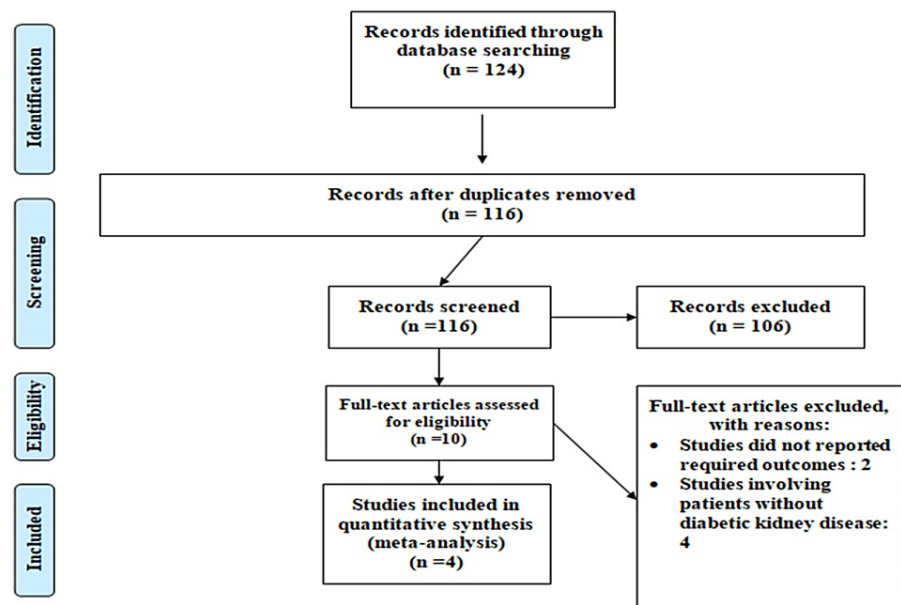 Identification
Records identified through
database searching
(n = 124)
Records after duplicates removed
(n = 116)
Screening
Records screened
(n =116)
Records excluded
(n = 106)
Eligibility
Full-text articles assessed
for eligibility
(n =10)
Full-text articles excluded,
with reasons:
• Studies did not reported
required outcomes : 2
• Studies involving
patients without
diabetic kidney disease:
4
Included
Studies included in
quantitative synthesis
(meta-analysis)
(n =4)